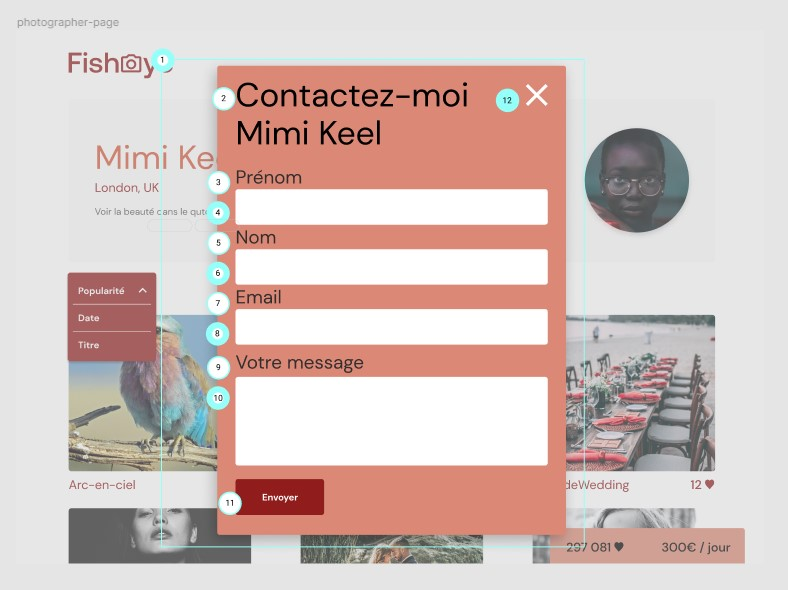 photographer-page
Fisheye
1
2
Contactez-moi
12
Mimi Keel
Mimi Ke
London, UK
Voir la beauté dans le quot
3
Prénom
4
5
Nom
6
7
Email
8
9
Votre message
10
11
Envoyer
Popularité
Date
Titre
Arc-en-ciel
deWedding
12
297 081
300€ / jour